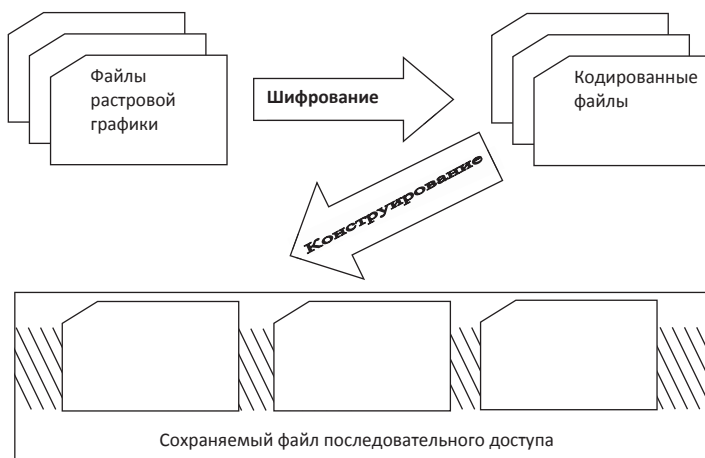 Файлы
растровой
графики
Шифрование
Кодированные
файлы
Конструирование
Сохраняемый файл последовательного доступа